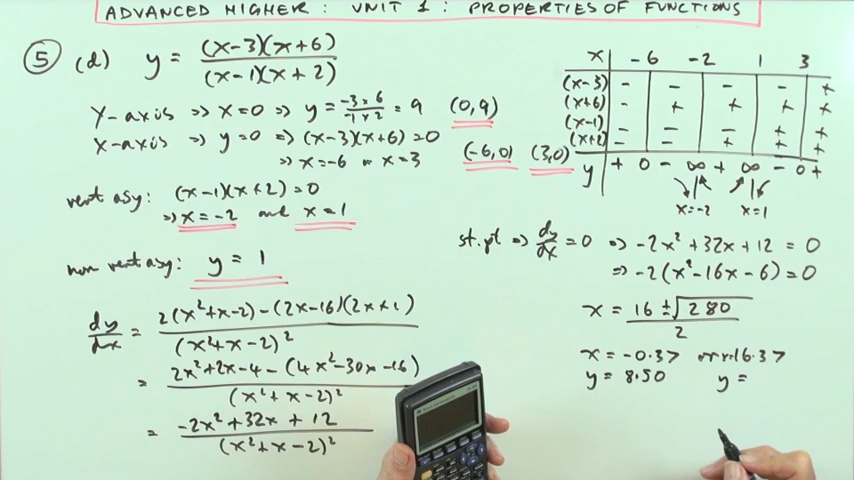 ADVANCED HIGHER : UNIT 1 : PROPERTIES OF FUNCTIONS
5 (d) y = (x-3)(x+6) / (x-1)(x+2)
Y-axis => x=0 => y = -3×6 / -1×2 = 9 (0,9)
x-axis => y=0 => (x-3)(x+6) = 0
=> x=-6 or x=3 (-6,0) (3,0)
vert asy: (x-1)(x+2)=0
=> x=-2 and x=1
non vert asy: y = 1
dy/dx = 2(x²+x-2)-(2x-16)(2x+1) / (x²+x-2)²
= 2x²+2x-4-(4x²-30x-16) / (x²+x-2)²
= -2x²+32x+12 / (x²+x-2)²
x -6 -2 1 3
(x-3) - - - - +
(x+6) - + + + +
(x-1) - - - + +
(x+2) - - + + +
y + 0 - ∞ + ∞ - 0 +
x=-2 x=1
st.pt => dy/dx = 0 => -2x²+32x+12 = 0
=> -2(x²-16x-6)=0
x = 16 ± √280 / 2
x = -0.37 or x=16.37
y = 8.50 y =